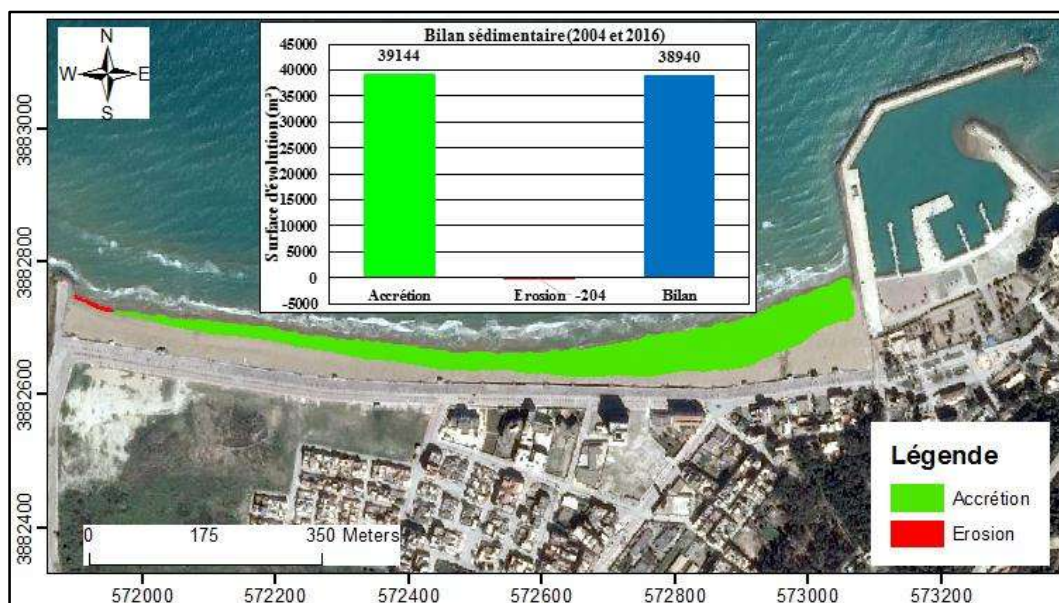 N
W E
S
Bilan sédimentaire (2004 et 2016)
Surface d'évolution (m²)
45000
40000
35000
30000
25000
20000
15000
10000
5000
0
-5000
39144
-204
38940
Accrétion
Erosion
Bilan
3883000
3882800
3882600
3882400
Légende
Accrétion
Erosion
0 175 350 Meters
572000 572200 572400 572600 572800 573000 573200